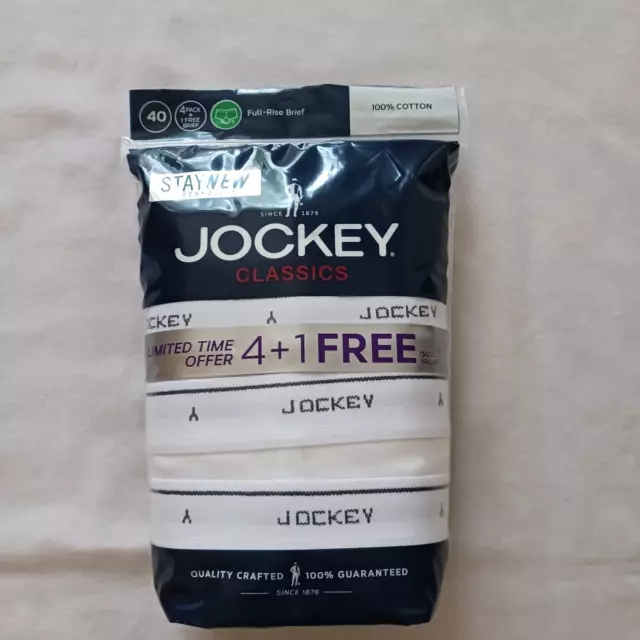 40
4 PACK
+
1 FREE
BRIEF
Full-Rise Brief
100% COTTON
STAYNEW
SINCE 1876
JOCKEY®
CLASSICS
JOCKEY
JOCKEY
LIMITED TIME
OFFER
4+1 FREE
JOCKEY
JOCKEY
QUALITY CRAFTED 100% GUARANTEED
SINCE 1876